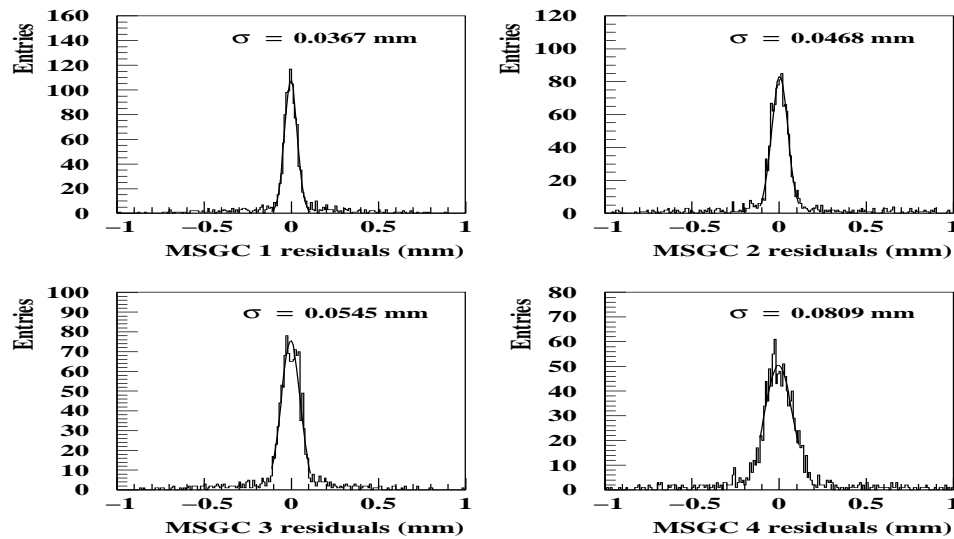 Entries
160
140
120
100
80
60
40
20
0
σ = 0.0367 mm
−1 −0.5 0 0.5 1
MSGC 1 residuals (mm)
Entries
120
100
80
60
40
20
0
σ = 0.0468 mm
−1 −0.5 0 0.5 1
MSGC 2 residuals (mm)
Entries
100
90
80
70
60
50
40
30
20
10
0
σ = 0.0545 mm
−1 −0.5 0 0.5 1
MSGC 3 residuals (mm)
Entries
80
70
60
50
40
30
20
10
0
σ = 0.0809 mm
−1 −0.5 0 0.5 1
MSGC 4 residuals (mm)